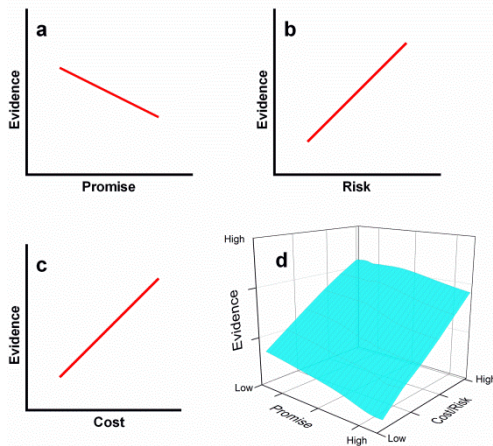 a
Evidence
Promise
b
Evidence
Risk
c
Evidence
Cost
d
High
Evidence
Low
Promise
High
Low
Cost/Risk
High